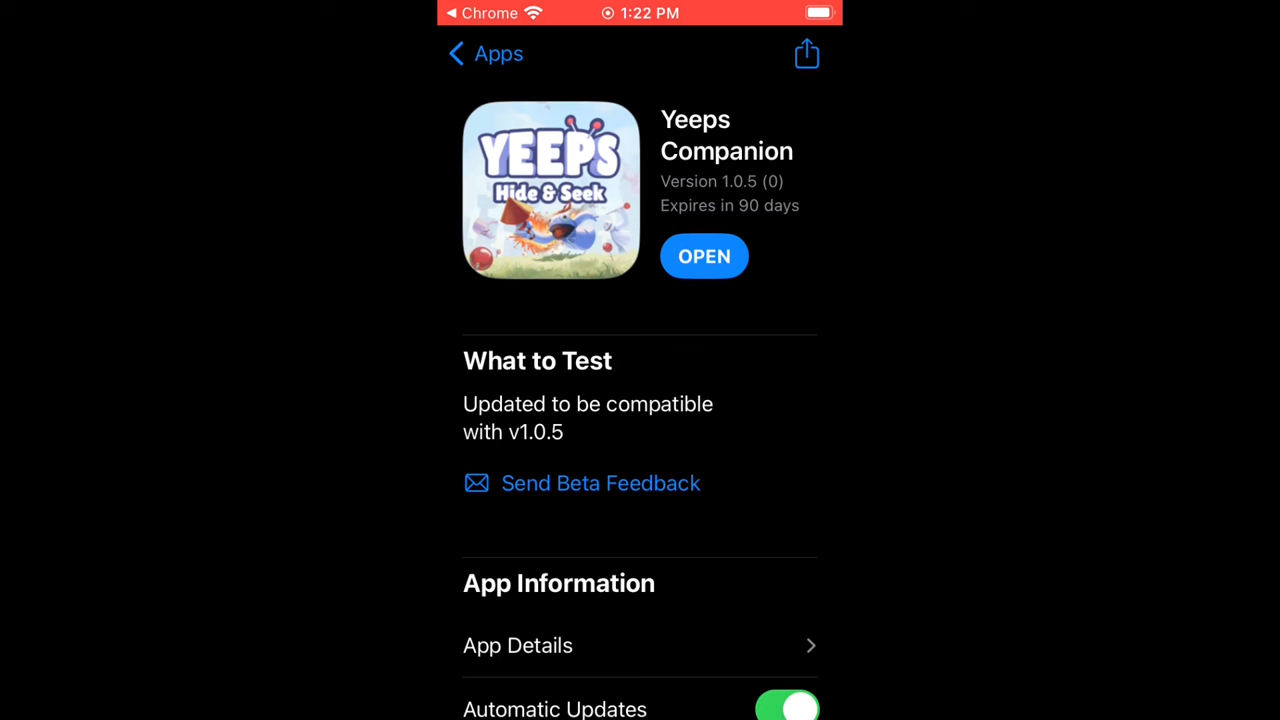 Chrome 1:22 PM
Apps
YEEPS
Hide & Seek
Yeeps
Companion
Version 1.0.5 (0)
Expires in 90 days
OPEN
What to Test
Updated to be compatible
with v1.0.5
Send Beta Feedback
App Information
App Details
Automatic Updates